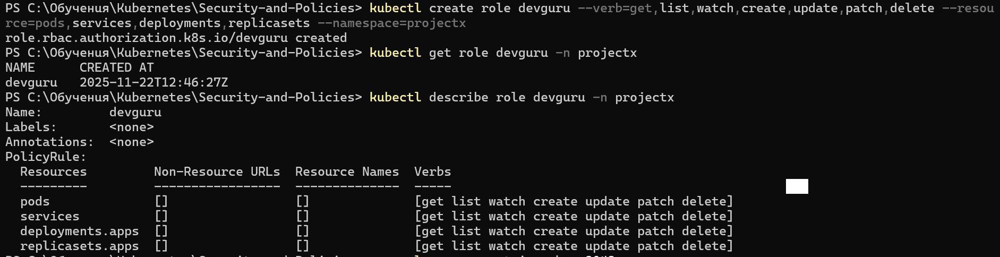 PS C:\Обучения\Kubernetes\Security-and-Policies> kubectl create role devguru --verb=get,list,watch,create,update,patch,delete --resou
rce=pods,services,deployments,replicasets --namespace=projectx
role.rbac.authorization.k8s.io/devguru created
PS C:\Обучения\Kubernetes\Security-and-Policies> kubectl get role devguru -n projectx
NAME      CREATED AT
devguru   2025-11-22T12:46:27Z
PS C:\Обучения\Kubernetes\Security-and-Policies> kubectl describe role devguru -n projectx
Name:         devguru
Labels:       <none>
Annotations:  <none>
PolicyRule:
  Resources         Non-Resource URLs  Resource Names  Verbs
  ---------         -----------------  --------------  -----
  pods              []                 []              [get list watch create update patch delete]
  services          []                 []              [get list watch create update patch delete]
  deployments.apps  []                 []              [get list watch create update patch delete]
  replicasets.apps  []                 []              [get list watch create update patch delete]